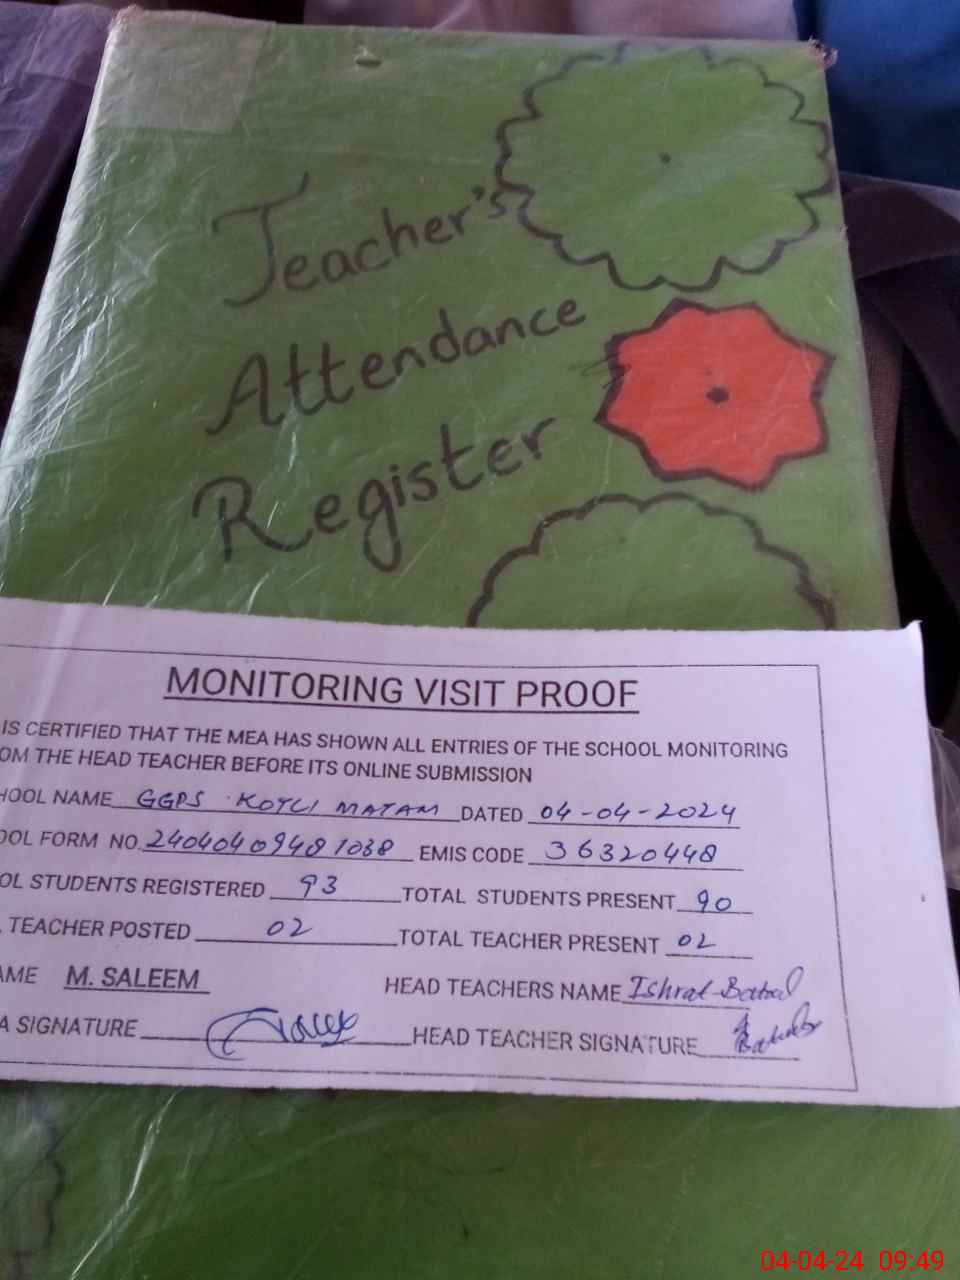 Teacher's
Attendance
Register
MONITORING VISIT PROOF
IS CERTIFIED THAT THE MEA HAS SHOWN ALL ENTRIES OF THE SCHOOL MONITORING
OM THE HEAD TEACHER BEFORE ITS ONLINE SUBMISSION
HOOL NAME GGPS KOTLI MATAM DATED 04-04-2024
OOL FORM NO. 24040409481038 EMIS CODE 36320448
OL STUDENTS REGISTERED 93 TOTAL STUDENTS PRESENT 90
TEACHER POSTED 02 TOTAL TEACHER PRESENT 02
AME M. SALEEM HEAD TEACHERS NAME Ishrat Batool
A SIGNATURE HEAD TEACHER SIGNATURE
04-04-24 09:49